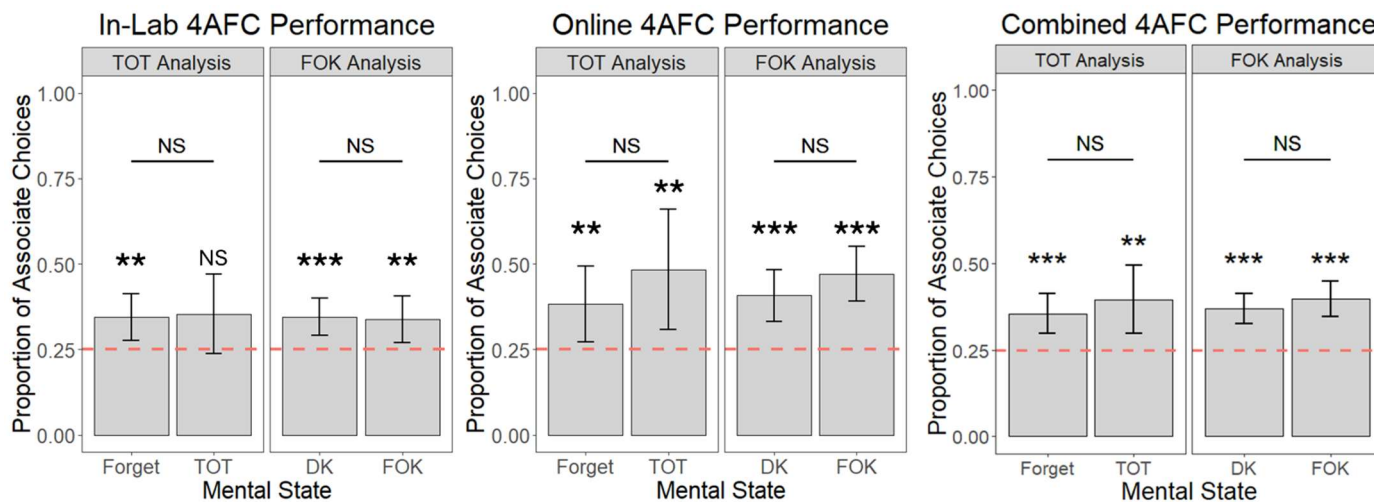 In-Lab 4AFC Performance
TOT Analysis FOK Analysis
Proportion of Associate Choices
1.00
0.75
0.50
0.25
0.00
NS NS
** NS *** **
Forget TOT DK FOK
Mental State
Online 4AFC Performance
TOT Analysis FOK Analysis
Proportion of Associate Choices
1.00
0.75
0.50
0.25
0.00
NS NS
** ** *** ***
Forget TOT DK FOK
Mental State
Combined 4AFC Performance
TOT Analysis FOK Analysis
Proportion of Associate Choices
1.00
0.75
0.50
0.25
0.00
NS NS
*** ** *** ***
Forget TOT DK FOK
Mental State